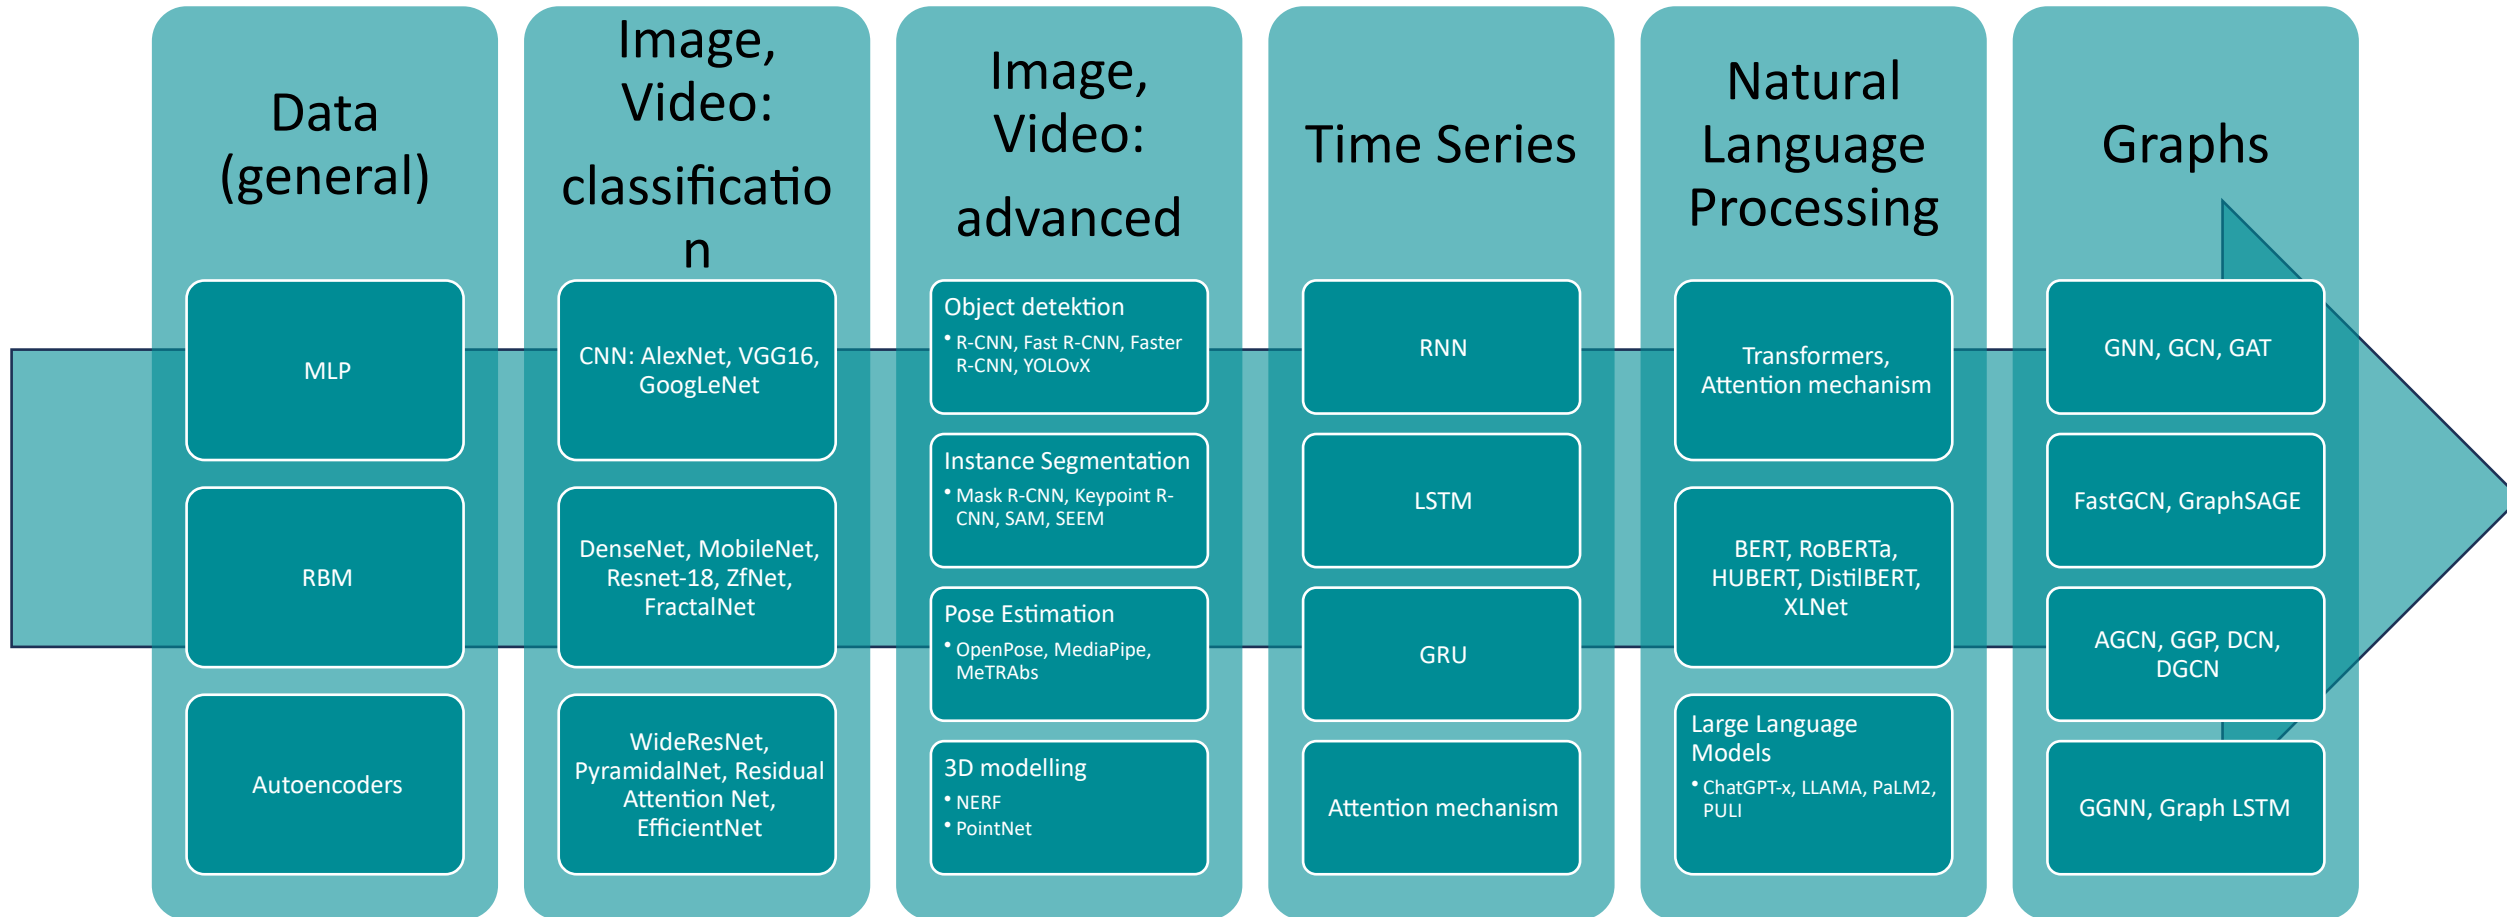 Data
(general)
MLP
RBM
Autoencoders
Image,
Video:
classificatio
n
CNN: AlexNet, VGG16,
GoogLeNet
DenseNet, MobileNet,
Resnet-18, ZfNet,
FractalNet
WideResNet,
PyramidalNet, Residual
Attention Net,
EfficientNet
Image,
Video:
advanced
Object detektion
• R-CNN, Fast R-CNN, Faster
R-CNN, YOLOvX
Instance Segmentation
• Mask R-CNN, Keypoint R-
CNN, SAM, SEEM
Pose Estimation
• OpenPose, MediaPipe,
MeTRAbs
3D modelling
• NERF
• PointNet
Time Series
RNN
LSTM
GRU
Attention mechanism
Natural
Language
Processing
Transformers,
Attention mechanism
BERT, RoBERTa,
HUBERT, DistilBERT,
XLNet
Large Language
Models
• ChatGPT-x, LLAMA, PaLM2,
PULI
Graphs
GNN, GCN, GAT
FastGCN, GraphSAGE
AGCN, GGP, DCN,
DGCN
GGNN, Graph LSTM